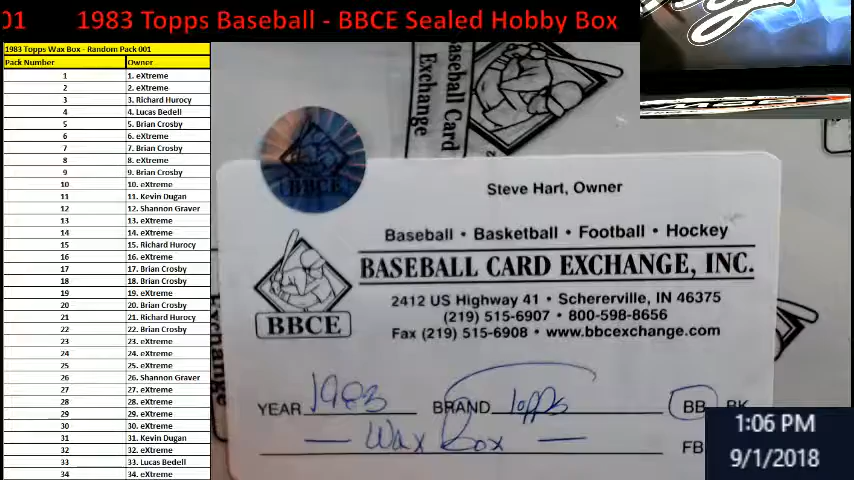 01 1983 Topps Baseball - BBCE Sealed Hobby Box
1983 Topps Wax Box - Random Pack 001
Pack Number Owner
1 1. eXtreme
2 2. eXtreme
3 3. Richard Hurocy
4 4. Lucas Bedell
5 5. Brian Crosby
6 6. eXtreme
7 7. Brian Crosby
8 8. eXtreme
9 9. Brian Crosby
10 10. eXtreme
11 11. Kevin Dugan
12 12. Shannon Graver
13 13. eXtreme
14 14. eXtreme
15 15. Richard Hurocy
16 16. eXtreme
17 17. Brian Crosby
18 18. Brian Crosby
19 19. eXtreme
20 20. Brian Crosby
21 21. Richard Hurocy
22 22. Brian Crosby
23 23. eXtreme
24 24. eXtreme
25 25. eXtreme
26 26. Shannon Graver
27 27. eXtreme
28 28. eXtreme
29 29. eXtreme
30 30. eXtreme
31 31. Kevin Dugan
32 32. eXtreme
33 33. Lucas Bedell
34 34. eXtreme
Baseball Card
Exchange
BBCE
Steve Hart, Owner
Baseball • Basketball • Football • Hockey
BASEBALL CARD EXCHANGE, INC.
2412 US Highway 41 • Schererville, IN 46375
(219) 515-6907 • 800-598-8656
Fax (219) 515-6908 • www.bbcexchange.com
BBCE
YEAR 1983 BRAND Topps BB BK
— Wax Box — FB
Exchange
1:06 PM
9/1/2018